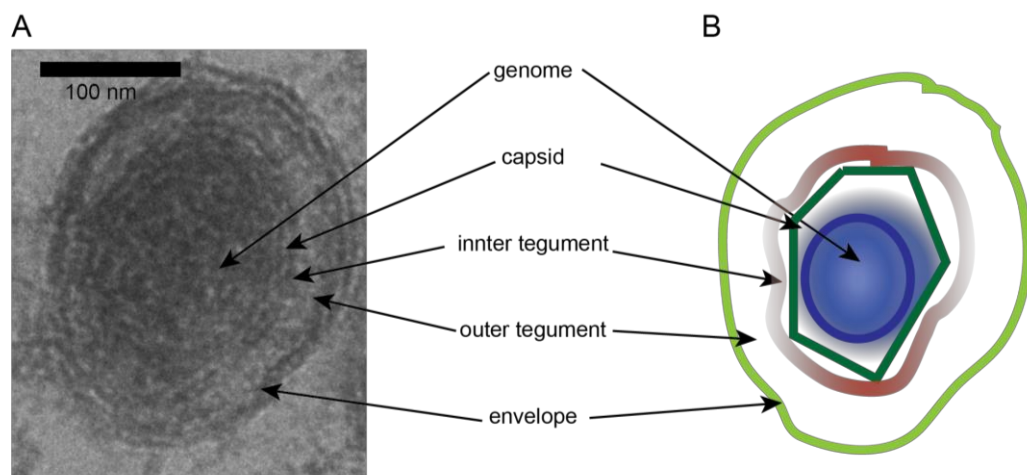 A
B
100 nm
genome
capsid
innter tegument
outer tegument
envelope